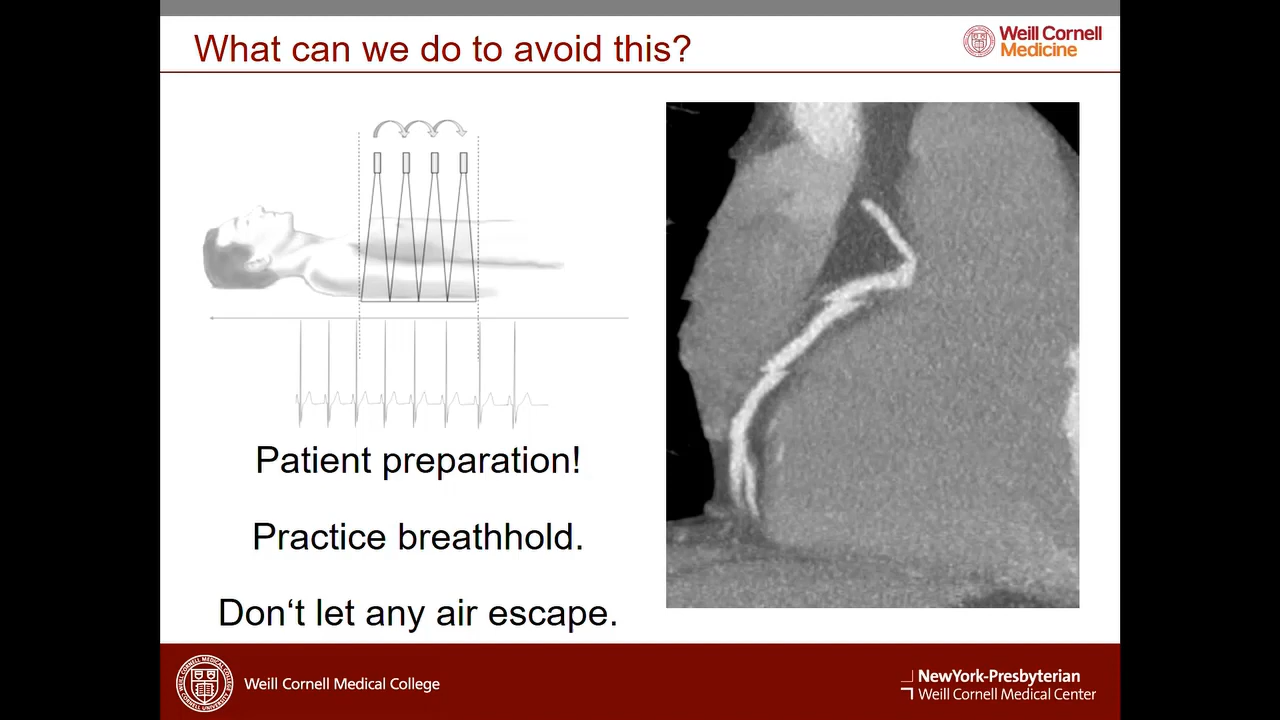 What can we do to avoid this?
Weill Cornell
Medicine
Patient preparation!
Practice breathhold.
Don‘t let any air escape.
Weill Cornell Medical College
NewYork-Presbyterian
Weill Cornell Medical Center